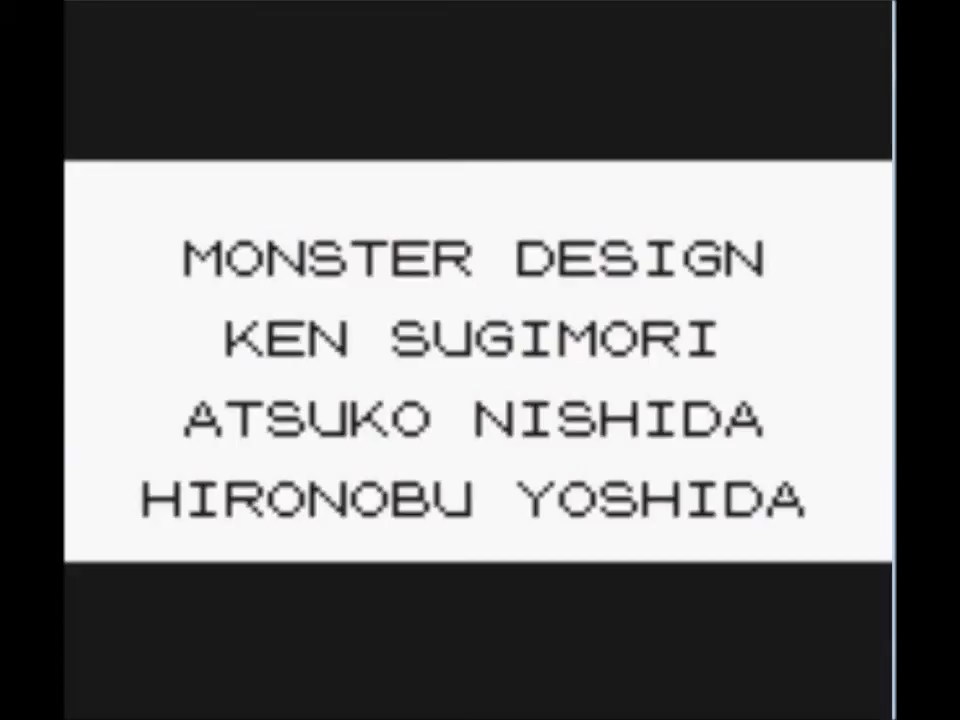 MONSTER DESIGN
KEN SUGIMORI
ATSUKO NISHIDA
HIRONOBU YOSHIDA